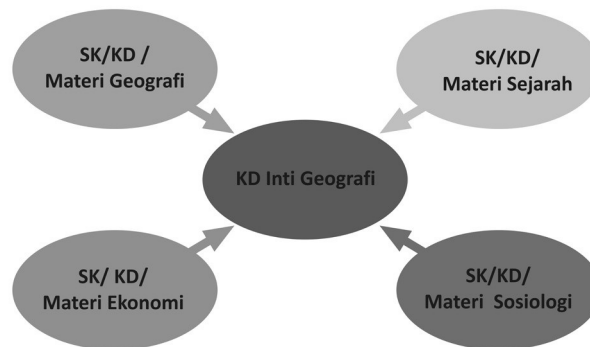 SK/KD /
Materi Geografi
SK/KD/
Materi Sejarah
KD Inti Geografi
SK/ KD/
Materi Ekonomi
SK/KD/
Materi Sosiologi